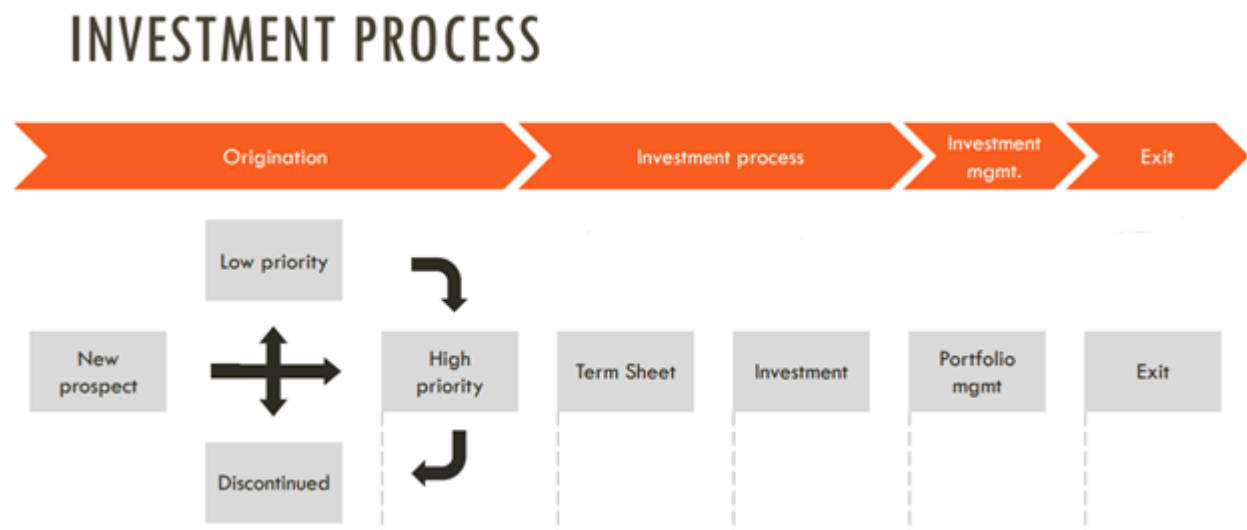 INVESTMENT PROCESS
Origination
Investment process
Investment
mgmt.
Exit
Low priority
New
prospect
High
priority
Term Sheet
Investment
Portfolio
mgmt
Exit
Discontinued